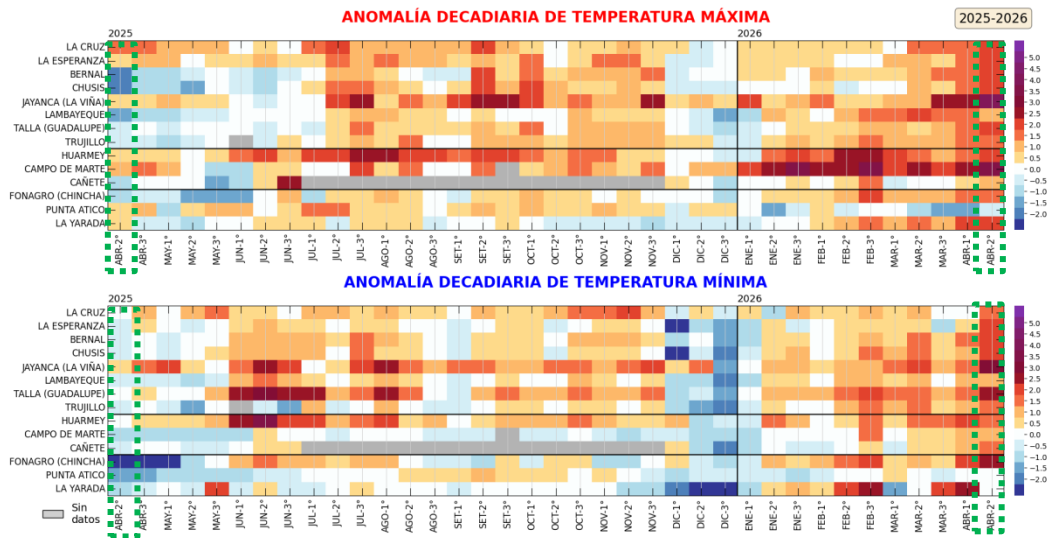 ANOMALÍA DECADIARIA DE TEMPERATURA MÁXIMA
2025-2026
2025
2026
LA CRUZ
LA ESPERANZA
BERNAL
CHUSIS
JAYANCA (LA VIÑA)
LAMBAYEQUE
TALLA (GUADALUPE)
TRUJILLO
HUARMEY
CAMPO DE MARTE
CAÑETE
FONAGRO (CHINCHA)
PUNTA ATICO
LA YARADA
5.0
4.5
4.0
3.5
3.0
2.5
2.0
1.5
1.0
0.5
−0.5
−1.0
−1.5
−2.0
ABR-2° ABR-3° MAY-1° MAY-2° MAY-3° JUN-1° JUN-2° JUN-3° JUL-1° JUL-2° JUL-3° AGO-1° AGO-2° AGO-3° SET-1° SET-2° SET-3° OCT-1° OCT-2° OCT-3° NOV-1° NOV-2° NOV-3° DIC-1° DIC-2° DIC-3° ENE-1° ENE-2° ENE-3° FEB-1° FEB-2° FEB-3° MAR-1° MAR-2° MAR-3° ABR-1° ABR-2°
ANOMALÍA DECADIARIA DE TEMPERATURA MÍNIMA
2025
2026
LA CRUZ
LA ESPERANZA
BERNAL
CHUSIS
JAYANCA (LA VIÑA)
LAMBAYEQUE
TALLA (GUADALUPE)
TRUJILLO
HUARMEY
CAMPO DE MARTE
CAÑETE
FONAGRO (CHINCHA)
PUNTA ATICO
LA YARADA
5.0
4.5
4.0
3.5
3.0
2.5
2.0
1.5
1.0
0.5
−0.5
−1.0
−1.5
−2.0
ABR-2° ABR-3° MAY-1° MAY-2° MAY-3° JUN-1° JUN-2° JUN-3° JUL-1° JUL-2° JUL-3° AGO-1° AGO-2° AGO-3° SET-1° SET-2° SET-3° OCT-1° OCT-2° OCT-3° NOV-1° NOV-2° NOV-3° DIC-1° DIC-2° DIC-3° ENE-1° ENE-2° ENE-3° FEB-1° FEB-2° FEB-3° MAR-1° MAR-2° MAR-3° ABR-1° ABR-2°
Sin
datos